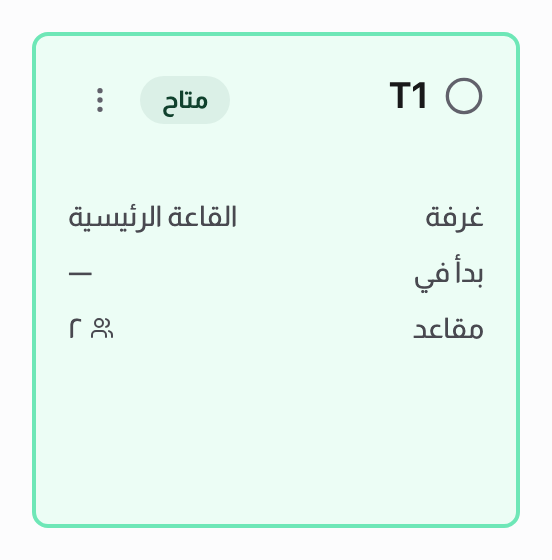 T1 متاح
غرفة القاعة الرئيسية
بدأ في —
مقاعد ٢